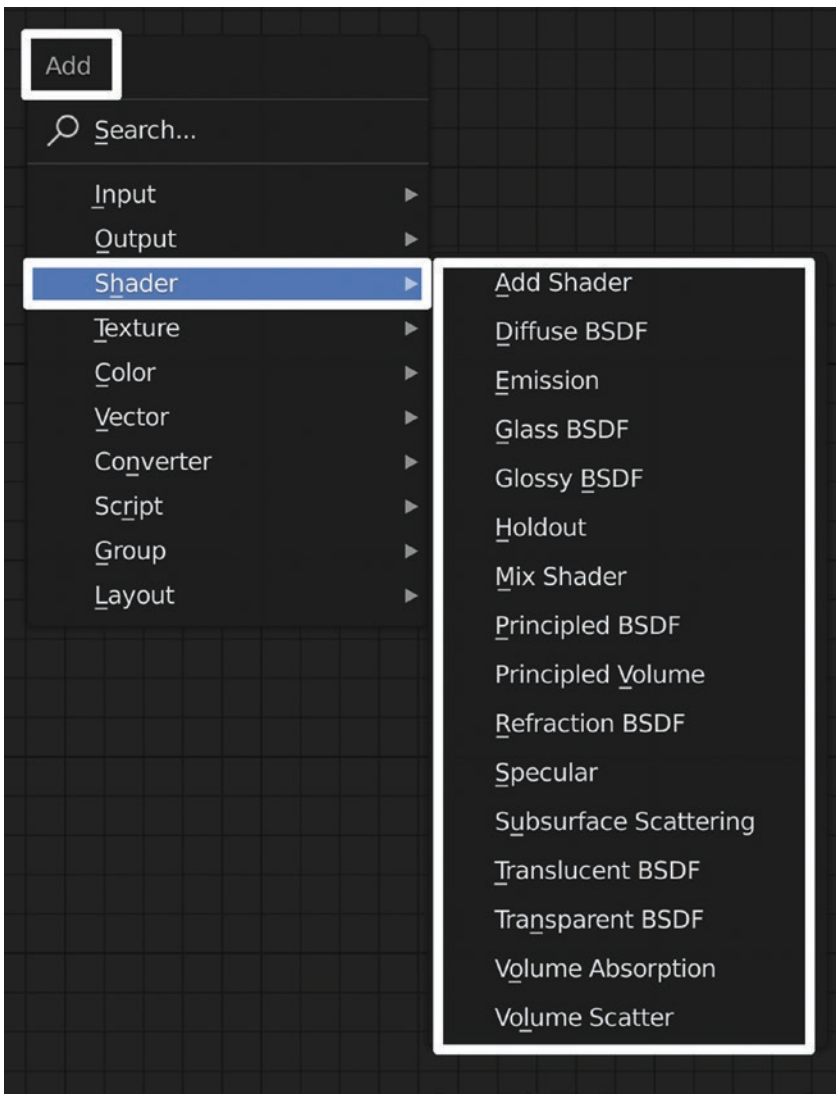 Add
Search...
Input
Output
Shader
Texture
Color
Vector
Converter
Script
Group
Layout
Add Shader
Diffuse BSDF
Emission
Glass BSDF
Glossy BSDF
Holdout
Mix Shader
Principled BSDF
Principled Volume
Refraction BSDF
Specular
Subsurface Scattering
Translucent BSDF
Transparent BSDF
Volume Absorption
Volume Scatter